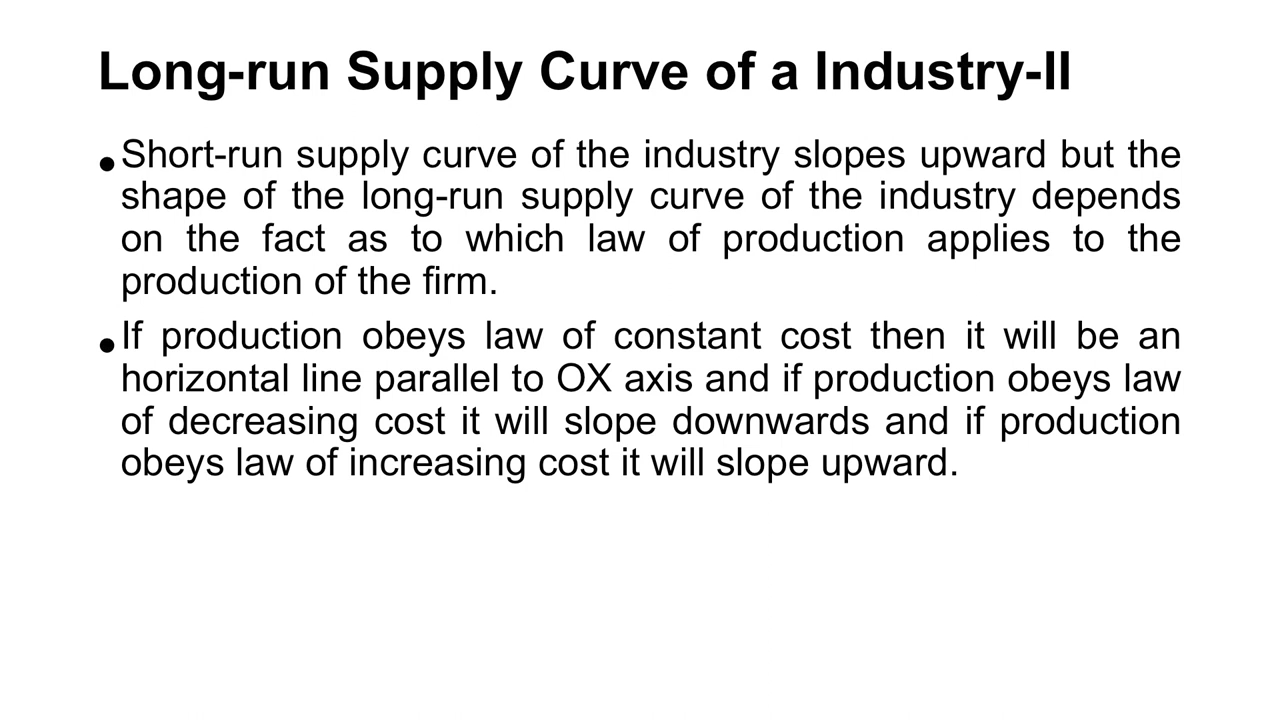 Long-run Supply Curve of a Industry-II
•Short-run supply curve of the industry slopes upward but the
shape of the long-run supply curve of the industry depends
on the fact as to which law of production applies to the
production of the firm.
•If production obeys law of constant cost then it will be an
horizontal line parallel to OX axis and if production obeys law
of decreasing cost it will slope downwards and if production
obeys law of increasing cost it will slope upward.